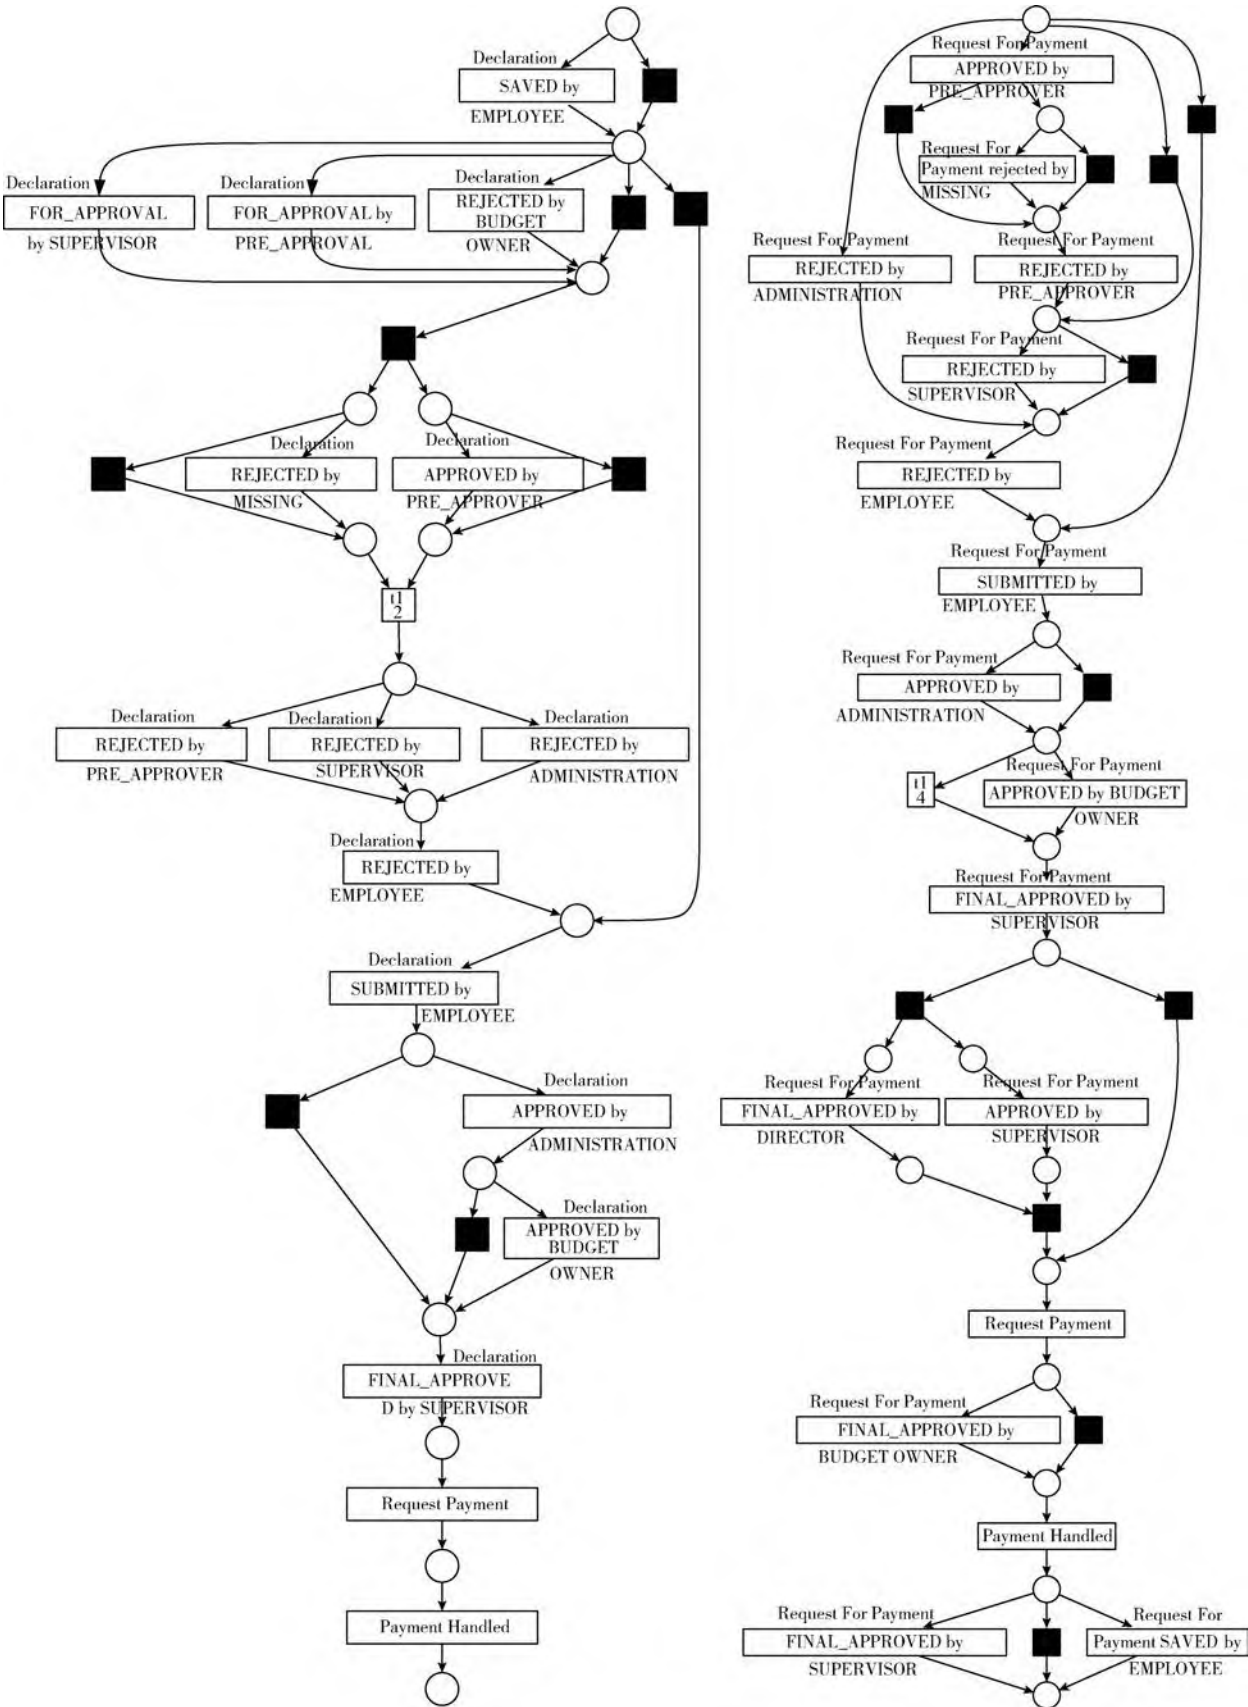 Declaration
SAVED by
EMPLOYEE
Declaration
FOR_APPROVAL
by SUPERVISOR
Declaration
FOR_APPROVAL by
PRE_APPROVAL
Declaration
REJECTED by
BUDGET
OWNER
Declaration
REJECTED by
MISSING
Declaration
APPROVED by
PRE_APPROVER
t1
2
Declaration
REJECTED by
PRE_APPROVER
Declaration
REJECTED by
SUPERVISOR
Declaration
REJECTED by
ADMINISTRATION
Declaration
REJECTED by
EMPLOYEE
Declaration
SUBMITTED by
EMPLOYEE
Declaration
APPROVED by
ADMINISTRATION
Declaration
APPROVED by
BUDGET
OWNER
Declaration
FINAL_APPROVE
D by SUPERVISOR
Request Payment
Payment Handled
Request For Payment
APPROVED by
PRE_APPROVER
Request For
Payment rejected by
MISSING
Request For Payment
REJECTED by
ADMINISTRATION
Request For Payment
REJECTED by
PRE_APPROVER
Request For Payment
REJECTED by
SUPERVISOR
Request For Payment
REJECTED by
EMPLOYEE
Request For Payment
SUBMITTED by
EMPLOYEE
Request For Payment
APPROVED by
ADMINISTRATION
t1
4
Request For Payment
APPROVED by BUDGET
OWNER
Request For Payment
FINAL_APPROVED by
SUPERVISOR
Request For Payment
FINAL_APPROVED by
DIRECTOR
Request For Payment
APPROVED by
SUPERVISOR
Request Payment
Request For Payment
FINAL_APPROVED by
BUDGET OWNER
Payment Handled
Request For Payment
FINAL_APPROVED by
SUPERVISOR
Request For
Payment SAVED by
EMPLOYEE